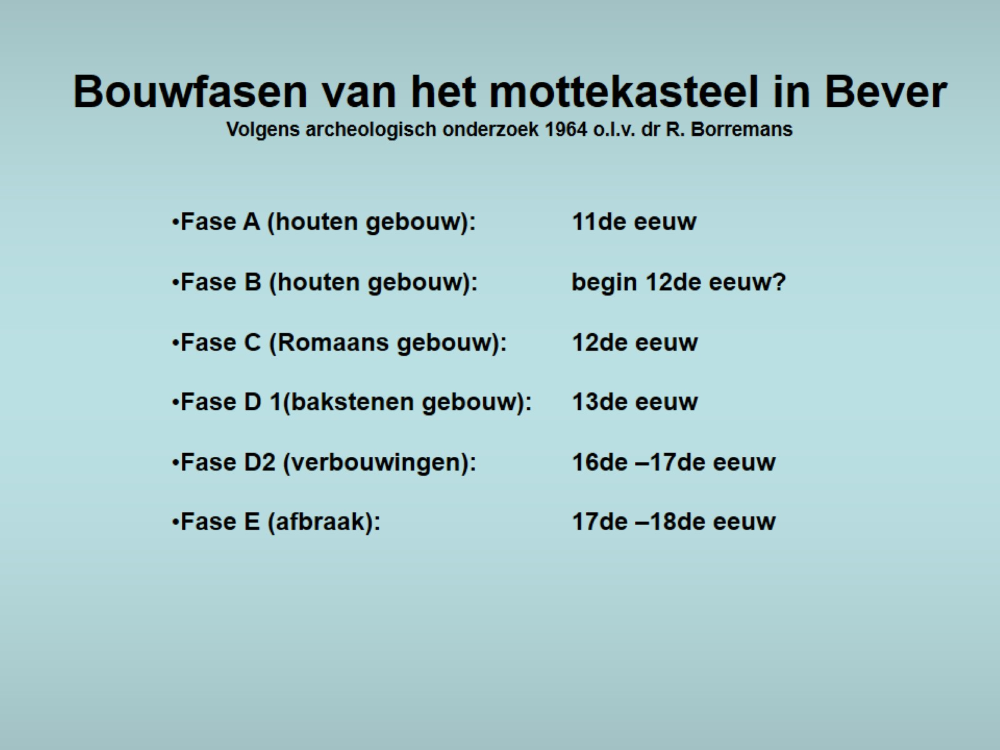 Bouwfasen van het mottekasteel in Bever
Volgens archeologisch onderzoek 1964 o.l.v. dr R. Borremans
•Fase A (houten gebouw): 11de eeuw
•Fase B (houten gebouw): begin 12de eeuw?
•Fase C (Romaans gebouw): 12de eeuw
•Fase D 1(bakstenen gebouw): 13de eeuw
•Fase D2 (verbouwingen): 16de –17de eeuw
•Fase E (afbraak): 17de –18de eeuw